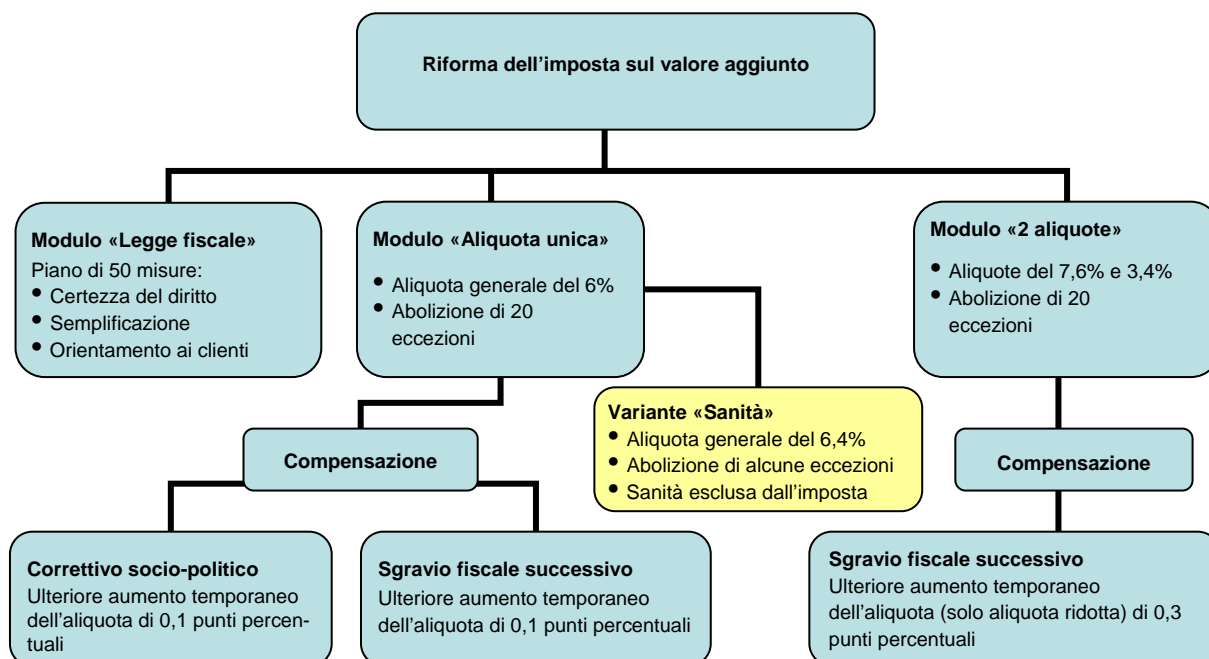 Riforma dell'imposta sul valore aggiunto
Modulo «Legge fiscale»
Piano di 50 misure:
• Certezza del diritto
• Semplificazione
• Orientamento ai clienti
Modulo «Aliquota unica»
• Aliquota generale del 6%
• Abolizione di 20
eccezioni
Modulo «2 aliquote»
• Aliquote del 7,6% e 3,4%
• Abolizione di 20
eccezioni
Variante «Sanità»
• Aliquota generale del 6,4%
• Abolizione di alcune eccezioni
• Sanità esclusa dall'imposta
Compensazione
Compensazione
Correttivo socio-politico
Ulteriore aumento temporaneo
dell'aliquota di 0,1 punti percen-
tuali
Sgravio fiscale successivo
Ulteriore aumento temporaneo
dell'aliquota di 0,1 punti percentuali
Sgravio fiscale successivo
Ulteriore aumento temporaneo
dell'aliquota (solo aliquota ridotta) di 0,3
punti percentuali